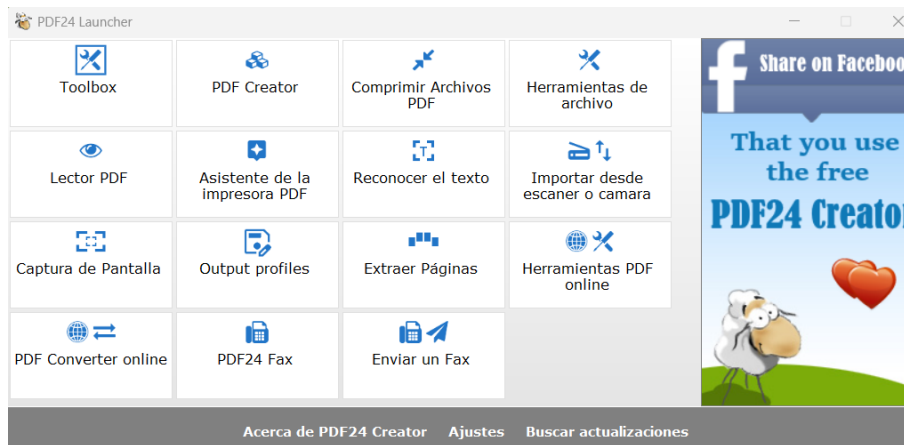 PDF24 Launcher
Toolbox
PDF Creator
Comprimir Archivos
PDF
Herramientas de
archivo
Lector PDF
Asistente de la
impresora PDF
Reconocer el texto
Importar desde
escaner o camara
Captura de Pantalla
Output profiles
Extraer Páginas
Herramientas PDF
online
PDF Converter online
PDF24 Fax
Enviar un Fax
Share on Faceboo
That you use
the free
PDF24 Creato
Acerca de PDF24 Creator Ajustes Buscar actualizaciones